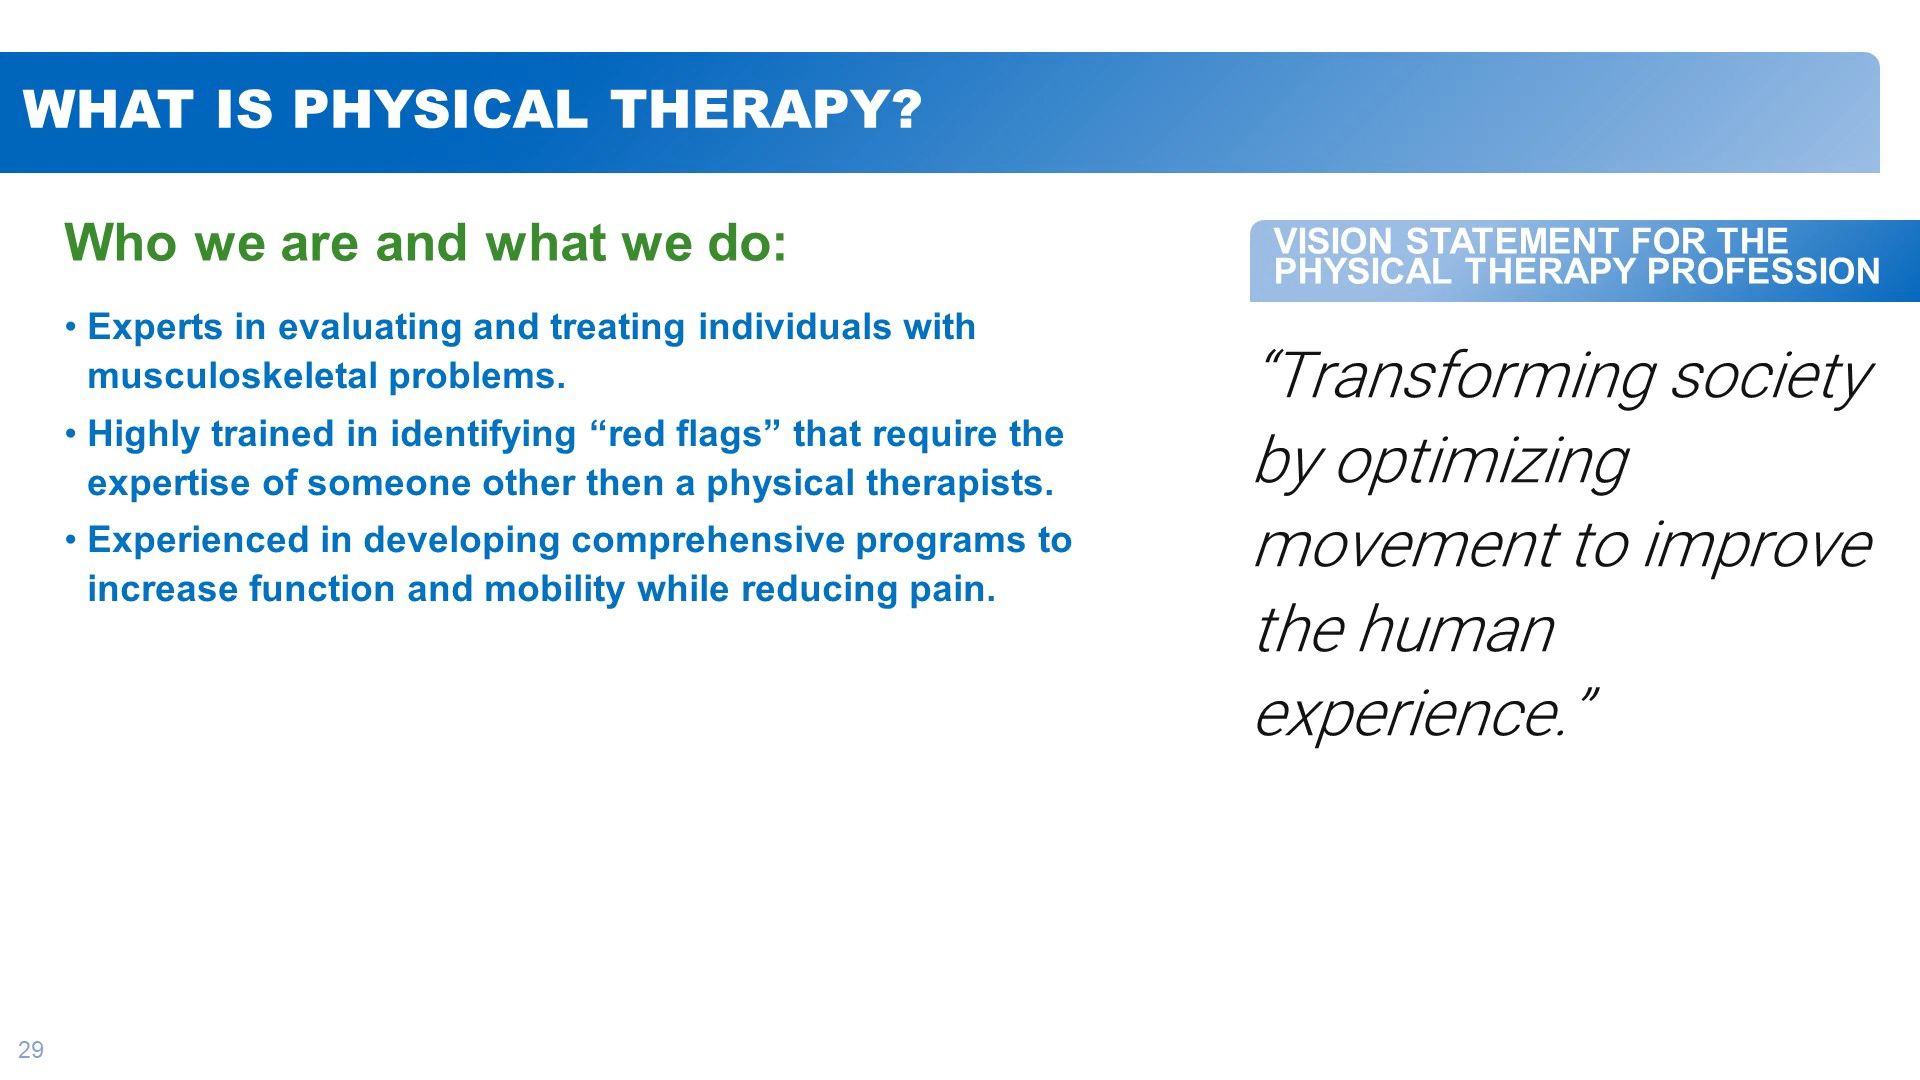 WHAT IS PHYSICAL THERAPY?
Who we are and what we do:
• Experts in evaluating and treating individuals with
musculoskeletal problems.
• Highly trained in identifying “red flags” that require the
expertise of someone other then a physical therapists.
• Experienced in developing comprehensive programs to
increase function and mobility while reducing pain.
VISION STATEMENT FOR THE
PHYSICAL THERAPY PROFESSION
“Transforming society
by optimizing
movement to improve
the human
experience.”
29